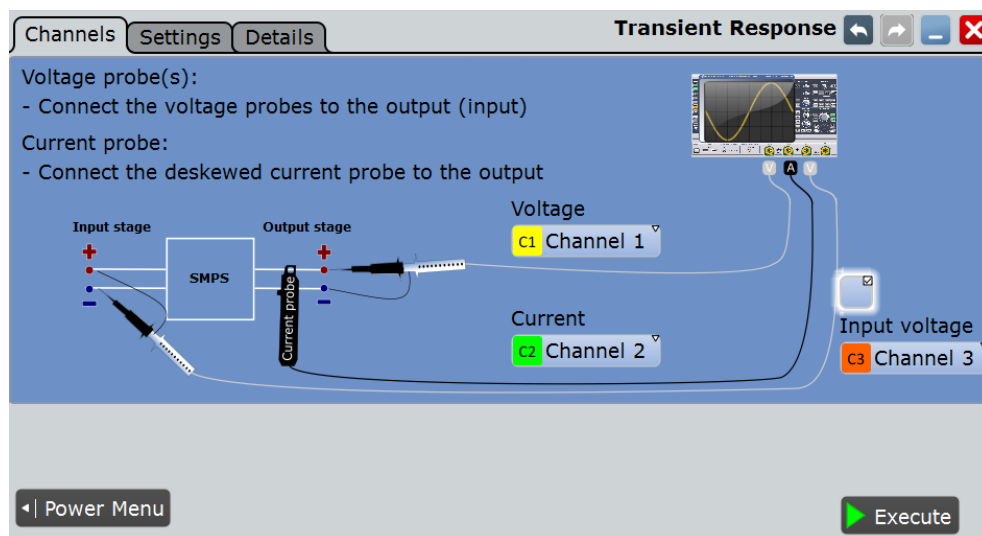 Channels
Settings
Details
Transient Response
Voltage probe(s):
- Connect the voltage probes to the output (input)
Current probe:
- Connect the deskewed current probe to the output
V
A
V
Input stage
Output stage
+
+
SMPS
−
−
Current probe
Voltage
C1 Channel 1
Current
C2 Channel 2
Input voltage
C3 Channel 3
Power Menu
Execute